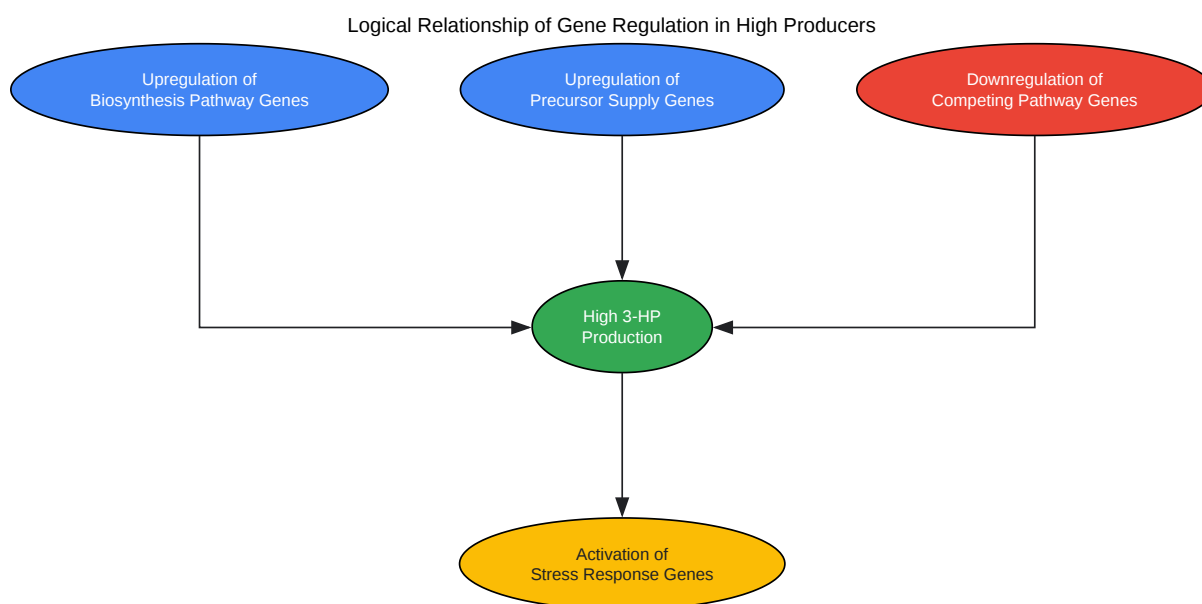 Logical Relationship of Gene Regulation in High Producers
Upregulation of
Biosynthesis Pathway Genes
Upregulation of
Precursor Supply Genes
Downregulation of
Competing Pathway Genes
High 3-HP
Production
Activation of
Stress Response Genes